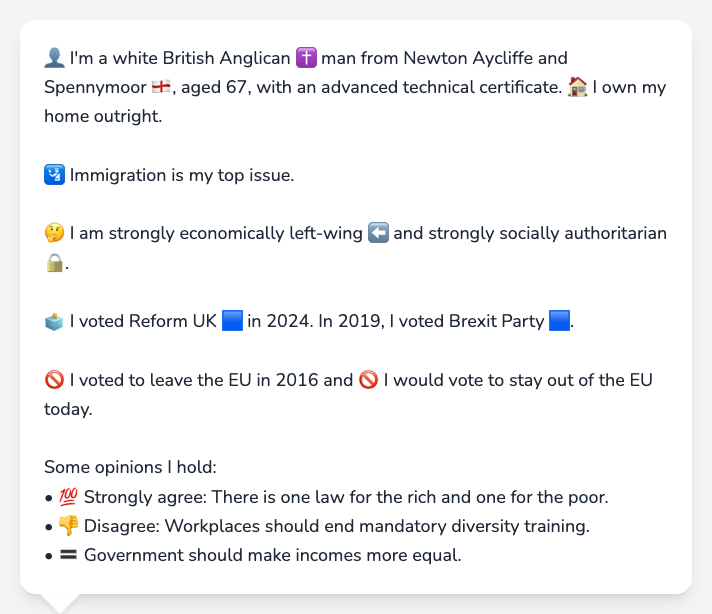 👤 I'm a white British Anglican ✝️ man from Newton Aycliffe and
Spennymoor 🏴󠁧󠁢󠁥󠁮󠁧󠁿, aged 67, with an advanced technical certificate. 🏠 I own my
home outright.
🛂 Immigration is my top issue.
🤔 I am strongly economically left-wing ⬅️ and strongly socially authoritarian
🔒.
🗳️ I voted Reform UK 🟦 in 2024. In 2019, I voted Brexit Party 🟦.
🚫 I voted to leave the EU in 2016 and 🚫 I would vote to stay out of the EU
today.
Some opinions I hold:
• 💯 Strongly agree: There is one law for the rich and one for the poor.
• 👎 Disagree: Workplaces should end mandatory diversity training.
• 🟰 Government should make incomes more equal.